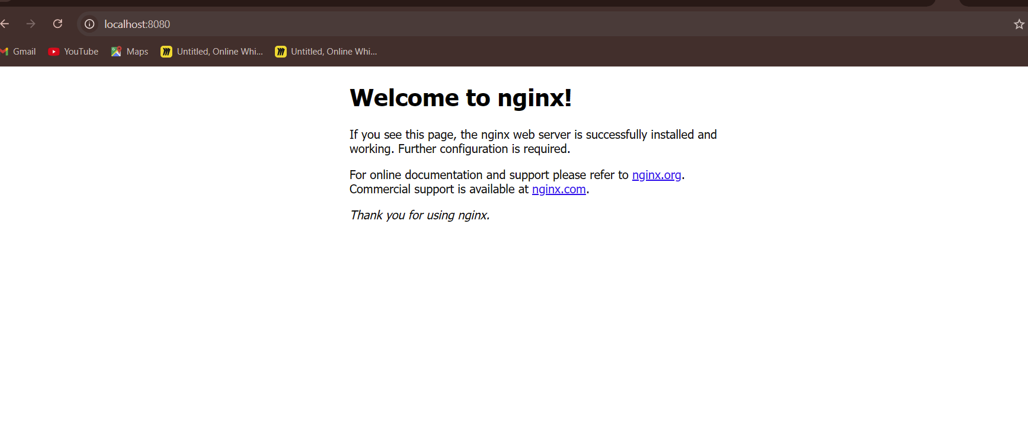 localhost:8080
Gmail YouTube Maps Untitled, Online Whi... Untitled, Online Whi...
Welcome to nginx!
If you see this page, the nginx web server is successfully installed and
working. Further configuration is required.
For online documentation and support please refer to nginx.org.
Commercial support is available at nginx.com.
Thank you for using nginx.